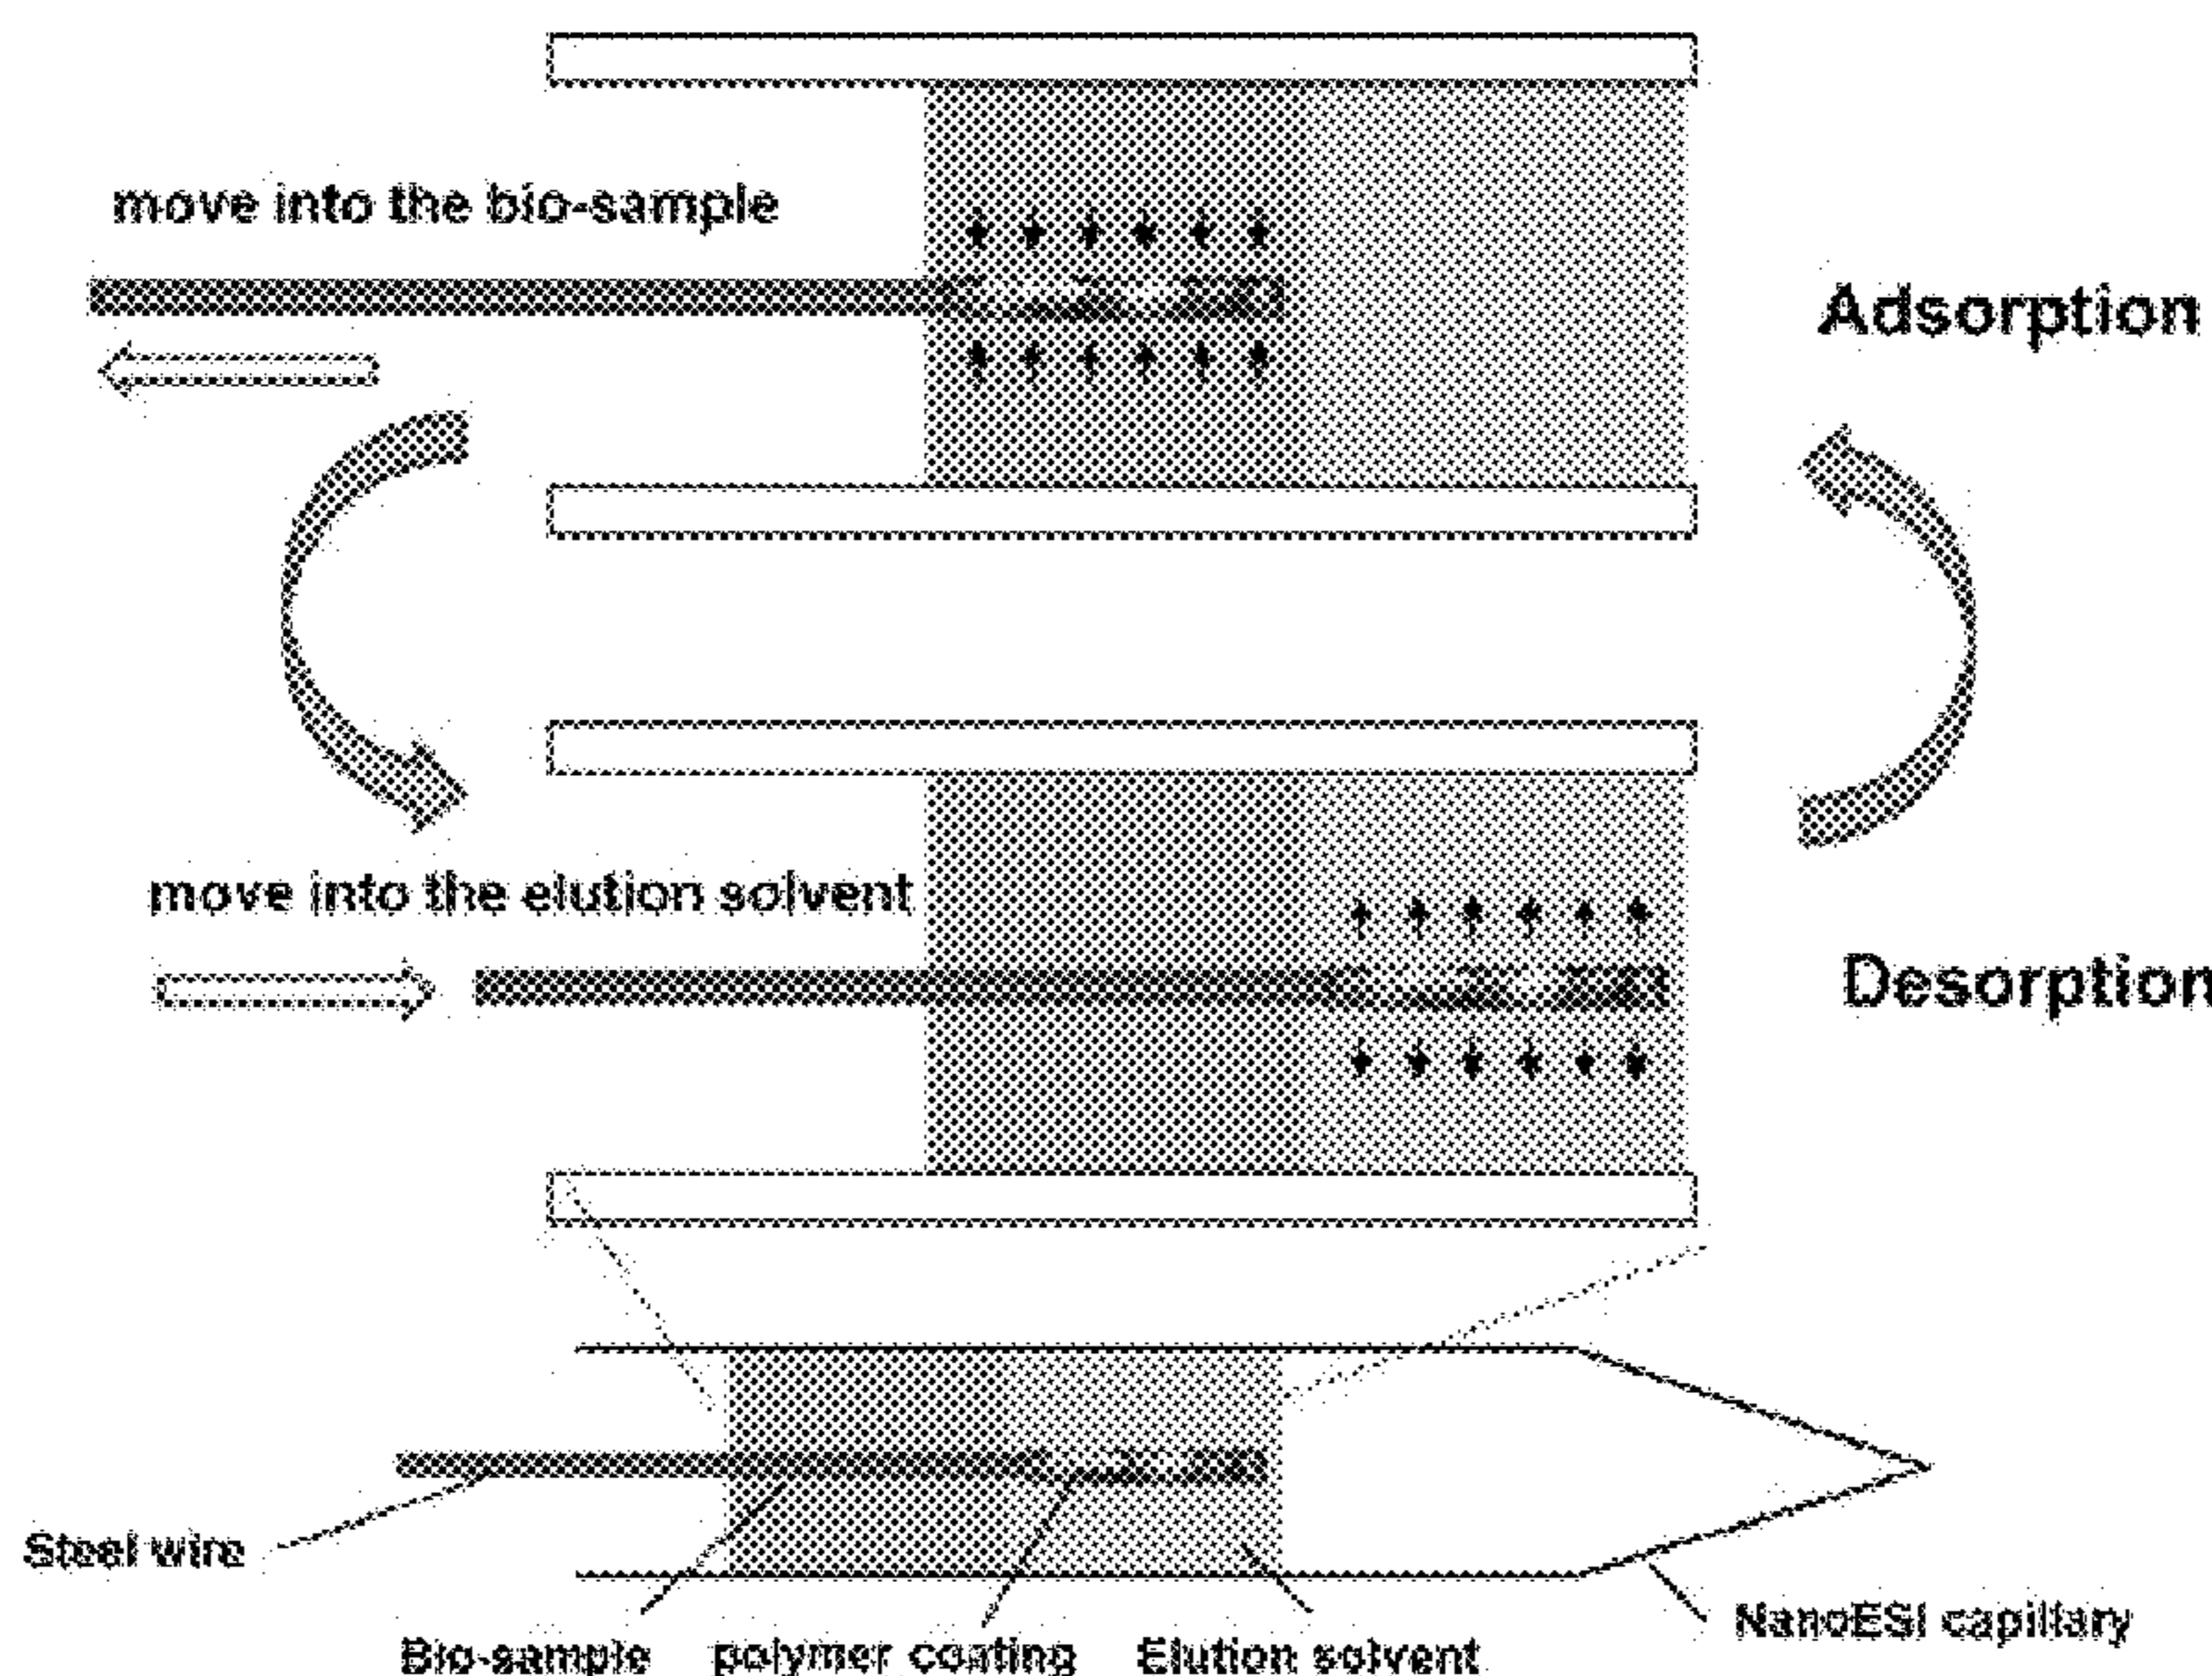 move into the bio-sample
Adsorption
move into the elution solvent
Desorption
Steel wire
Bio-sample
polymer coating
Elution solvent
NanoESI capillary